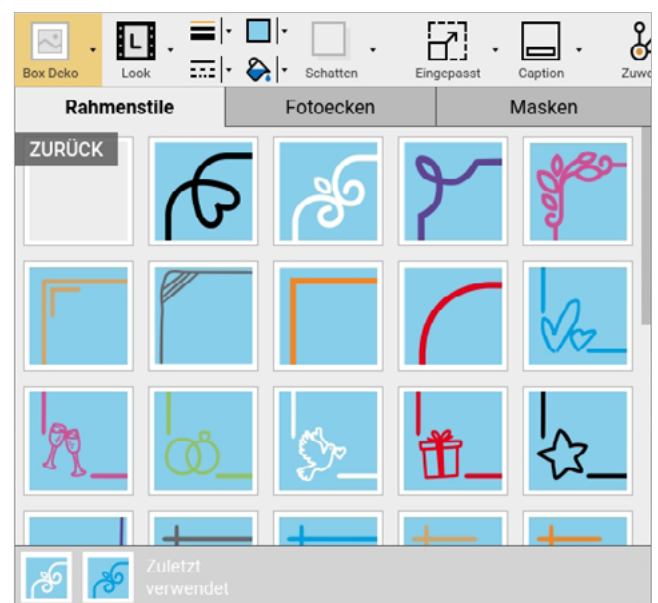 L
Box Deko
Look
Schatten
Eingepasst
Caption
Zuwe
Rahmenstile
Fotoecken
Masken
ZURÜCK
Zuletzt
verwendet